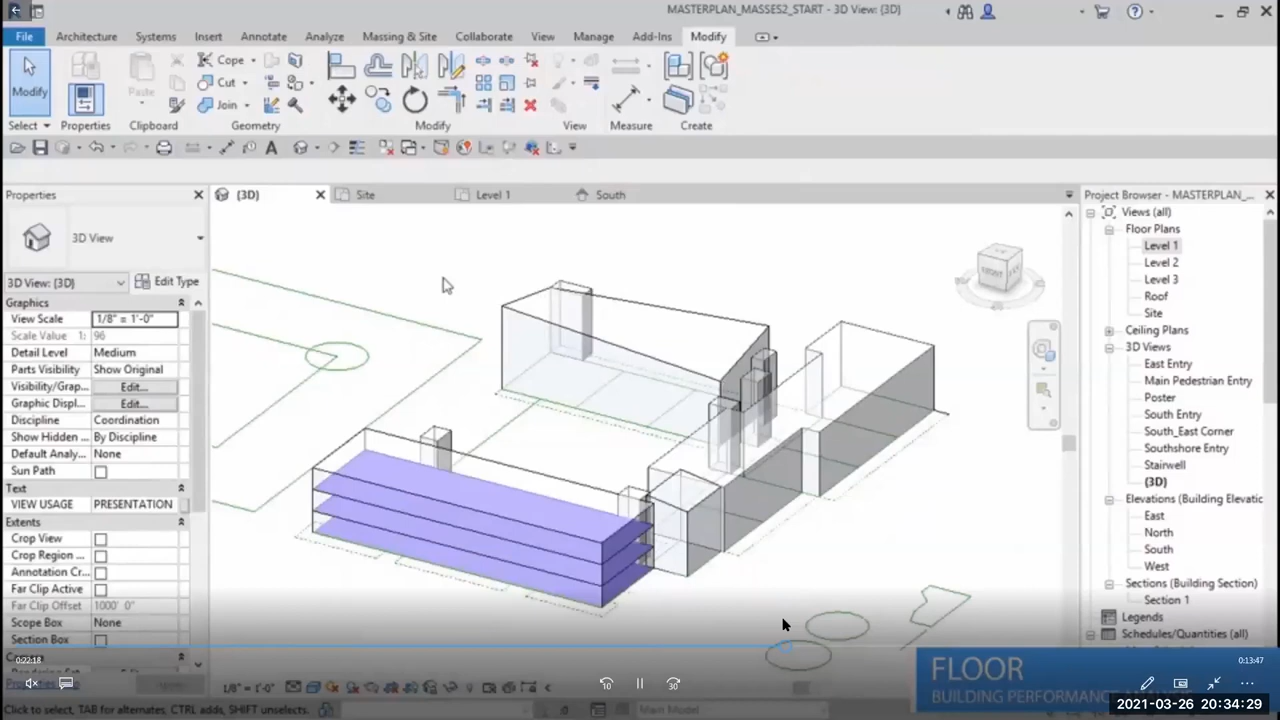 MASTERPLAN_MASSES2_START - 3D View: {3D}
File Architecture Systems Insert Annotate Analyze Massing & Site Collaborate View Manage Add-Ins Modify
Cope
Modify Paste Cut
Join
Select Properties Clipboard Geometry Modify View Measure Create
Properties
{3D} Site Level 1 South
Project Browser - MASTERPLAN_...
3D View
3D View: {3D} Edit Type
Graphics
View Scale 1/8" = 1'-0"
Scale Value 1: 96
Detail Level Medium
Parts Visibility Show Original
Visibility/Grap... Edit...
Graphic Displ... Edit...
Discipline Coordination
Show Hidden ... By Discipline
Default Analy... None
Sun Path
Text
VIEW USAGE PRESENTATION
Extents
Crop View
Crop Region ...
Annotation Cr...
Far Clip Active
Far Clip Offset 1000' 0"
Scope Box None
Section Box
FRONT
Views (all)
Floor Plans
Level 1
Level 2
Level 3
Roof
Site
Ceiling Plans
3D Views
East Entry
Main Pedestrian Entry
Poster
South Entry
South_East Corner
Southshore Entry
Stairwell
{3D}
Elevations (Building Elevatic
East
North
South
West
Sections (Building Section)
Section 1
Legends
Schedules/Quantities (all)
0:22:18
0:13:47
10 30
1/8" = 1'-0"
FLOOR
BUILDING PERFORMANCE
Click to select, TAB for alternates, CTRL adds, SHIFT unselects.
:0 Main Model
2021-03-26 20:34:29